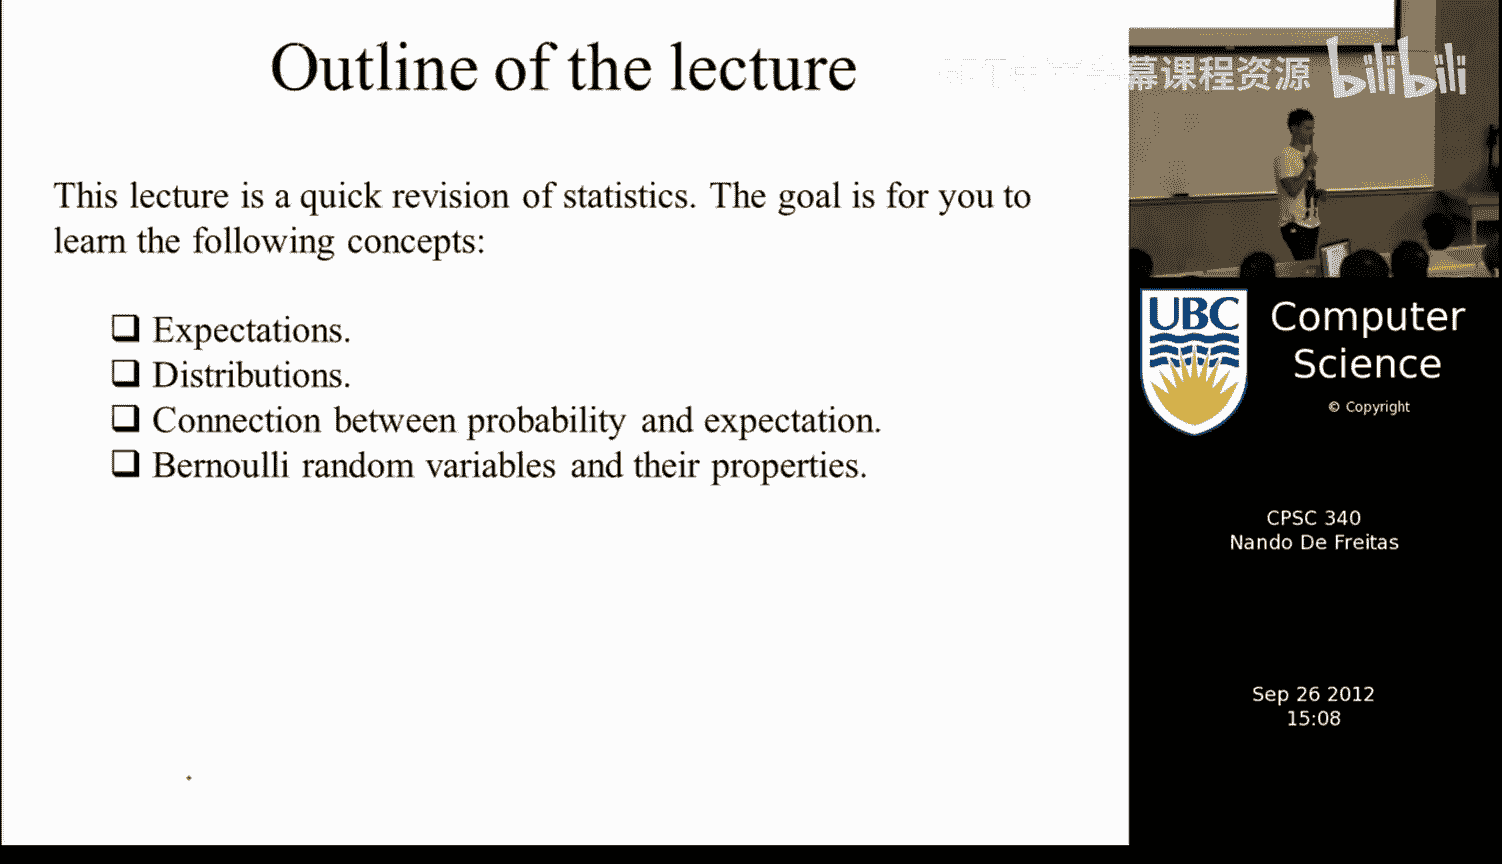 Outline of the lecture
幕课程资源 bilibili
This lecture is a quick revision of statistics. The goal is for you to
learn the following concepts:
❑ Expectations.
❑ Distributions.
❑ Connection between probability and expectation.
❑ Bernoulli random variables and their properties.
UBC
Computer
Science
© Copyright
CPSC 340
Nando De Freitas
Sep 26 2012
15:08